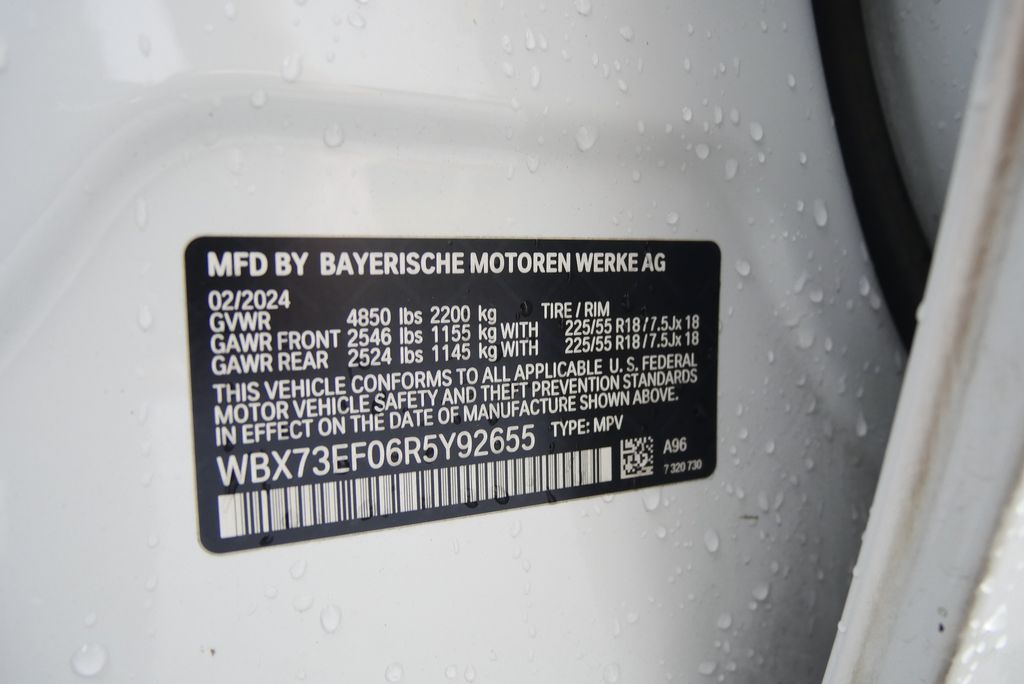 MFD BY BAYERISCHE MOTOREN WERKE AG
02/2024
GVWR 4850 lbs 2200 kg TIRE / RIM
GAWR FRONT 2546 lbs 1155 kg WITH 225/55 R18 / 7.5Jx 18
GAWR REAR 2524 lbs 1145 kg WITH 225/55 R18 / 7.5Jx 18
THIS VEHICLE CONFORMS TO ALL APPLICABLE U.S. FEDERAL
MOTOR VEHICLE SAFETY AND THEFT PREVENTION STANDARDS
IN EFFECT ON THE DATE OF MANUFACTURE SHOWN ABOVE.
WBX73EF06R5Y92655 TYPE: MPV
A96
7 320 730